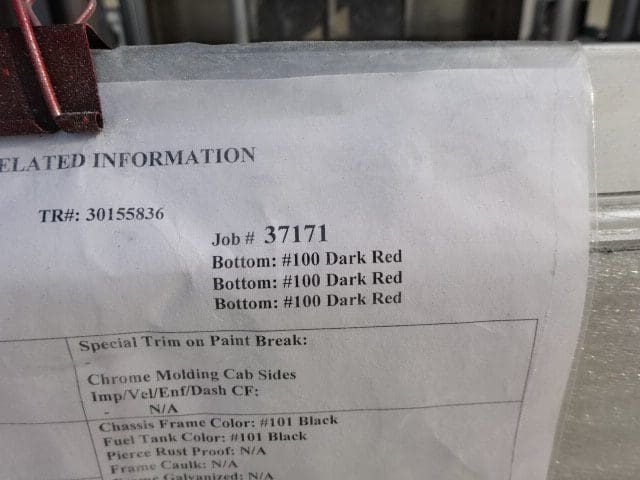 ELATED INFORMATION
TR#: 30155836
Job # 37171
Bottom: #100 Dark Red
Bottom: #100 Dark Red
Bottom: #100 Dark Red
Special Trim on Paint Break:
-
Chrome Molding Cab Sides
Imp/Vel/Enf/Dash CF:
- N/A
Chassis Frame Color: #101 Black
Fuel Tank Color: #101 Black
Pierce Rust Proof: N/A
Frame Caulk: N/A
Galvanized: N/A